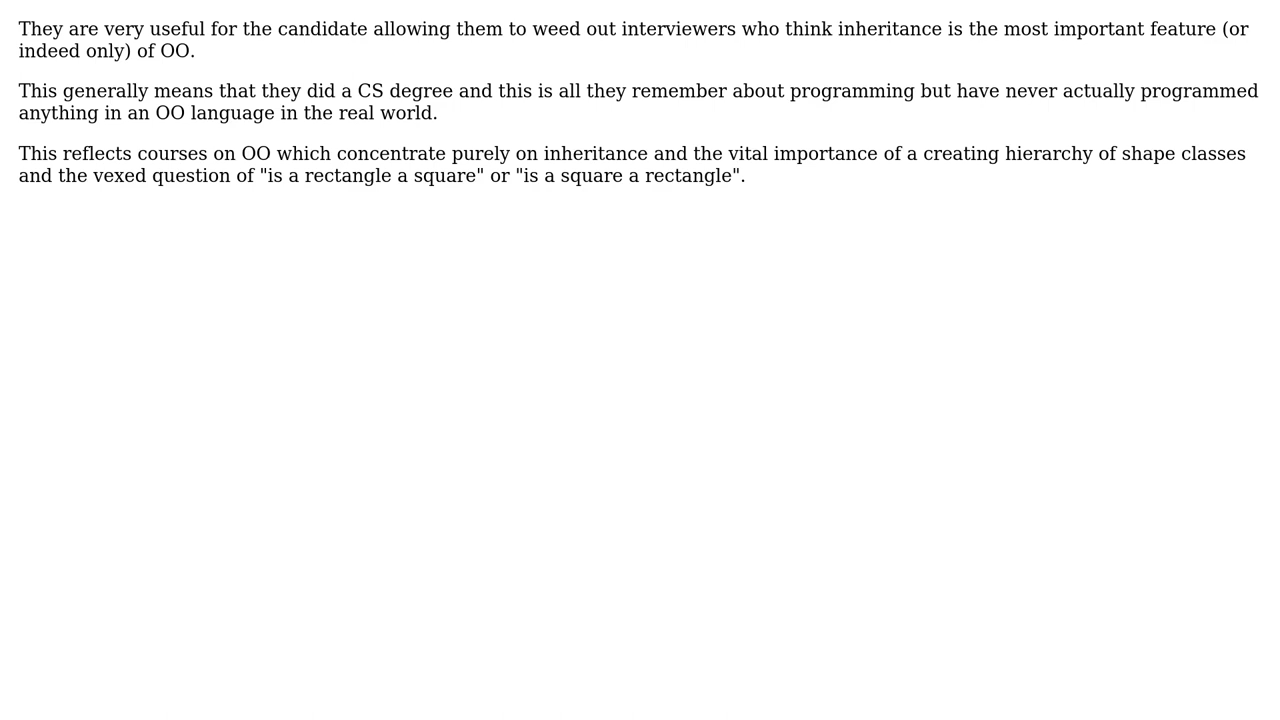 They are very useful for the candidate allowing them to weed out interviewers who think inheritance is the most important feature (or
indeed only) of OO.
This generally means that they did a CS degree and this is all they remember about programming but have never actually programmed
anything in an OO language in the real world.
This reflects courses on OO which concentrate purely on inheritance and the vital importance of a creating hierarchy of shape classes
and the vexed question of "is a rectangle a square" or "is a square a rectangle".